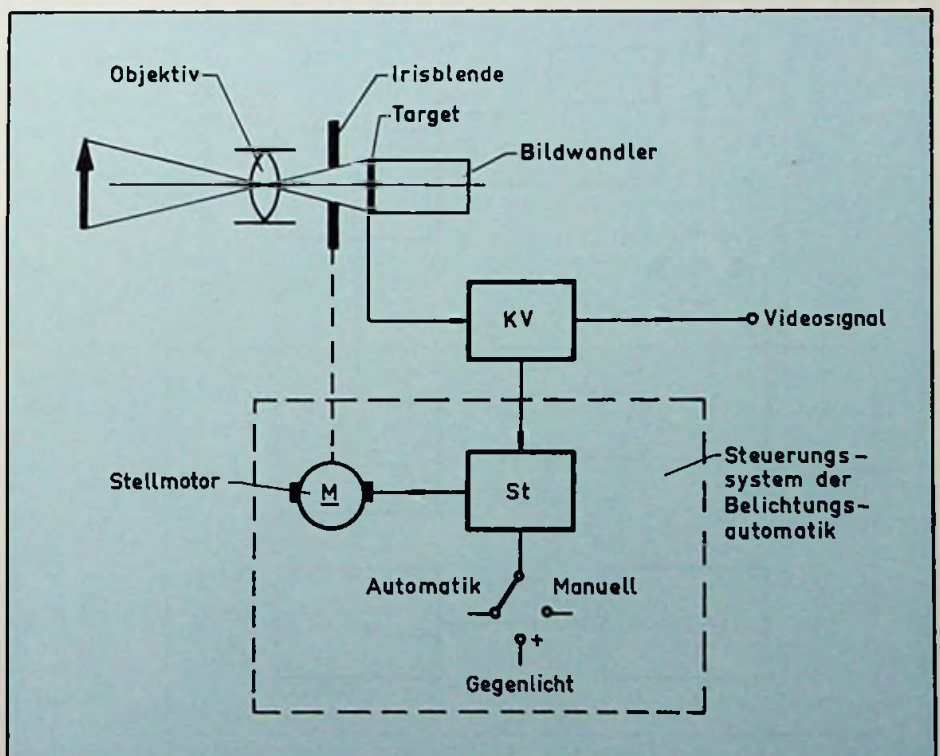 Objektiv
Irisblende
Target
Bildwandler
KV
Videosignal
Stellmotor
M
St
Steuerungs-
system der
Belichtungs-
automatik
Automatik
Manuell
+
Gegenlicht